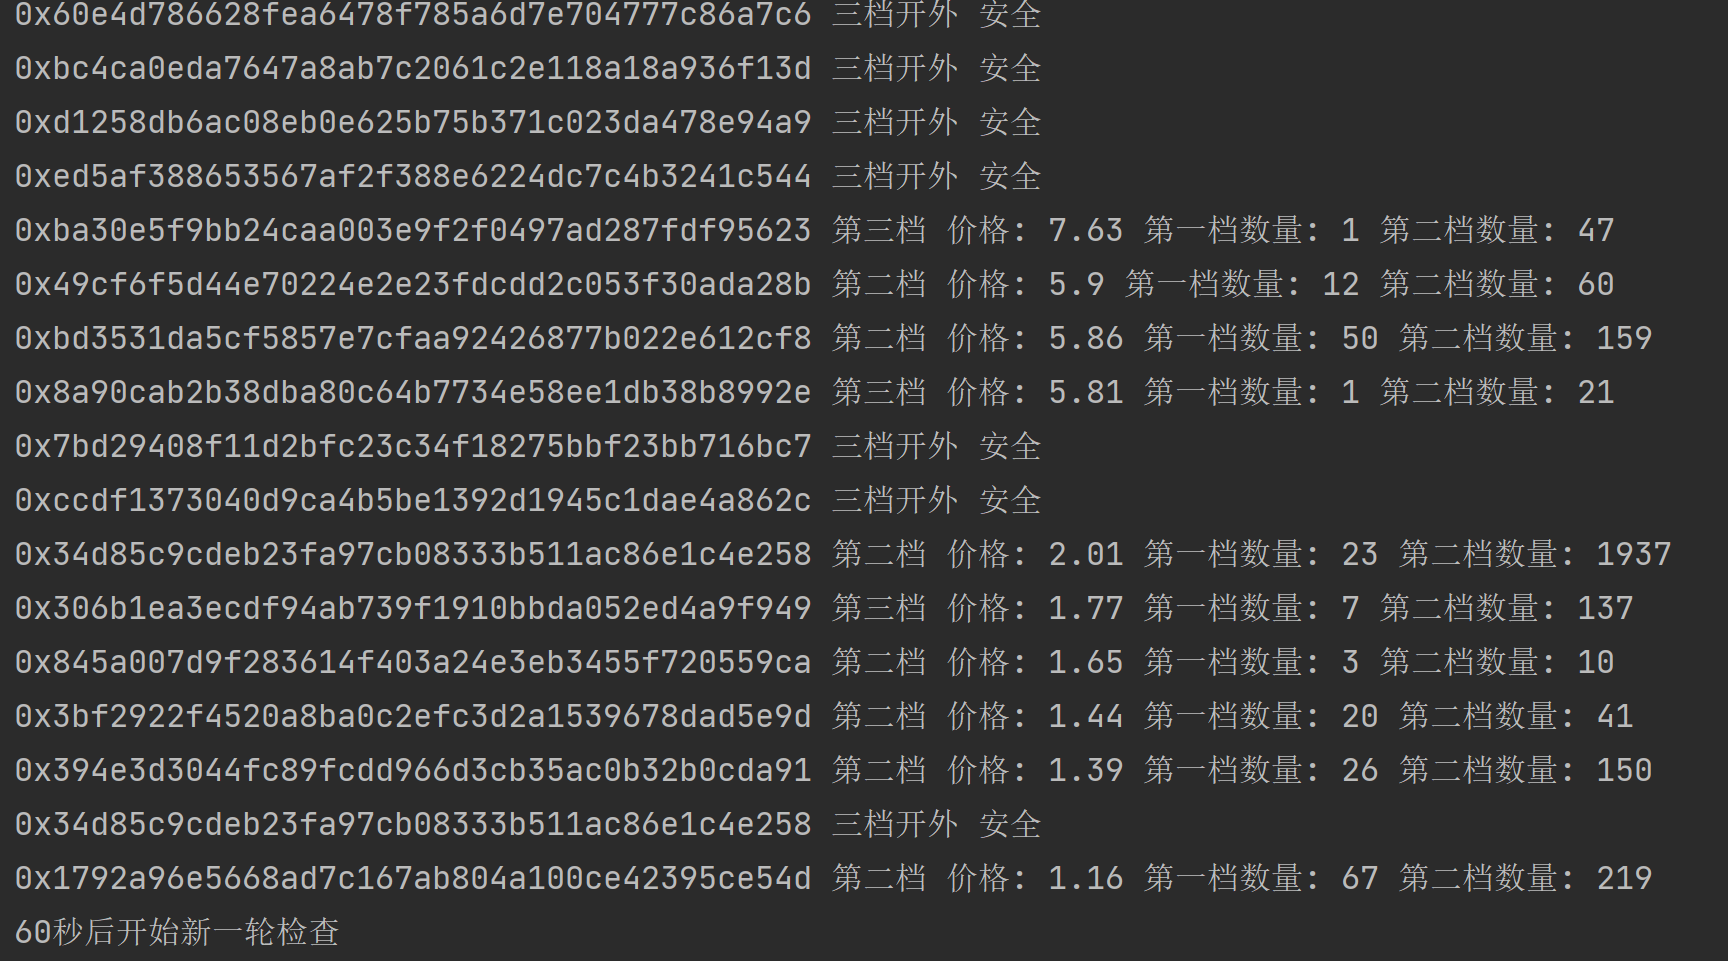 0x60e4d786628fea6478f785a6d7e704777c86a7c6 三档开外 安全
0xbc4ca0eda7647a8ab7c2061c2e118a18a936f13d 三档开外 安全
0xd1258db6ac08eb0e625b75b371c023da478e94a9 三档开外 安全
0xed5af388653567af2f388e6224dc7c4b3241c544 三档开外 安全
0xba30e5f9bb24caa003e9f2f0497ad287fdf95623 第三档 价格: 7.63 第一档数量: 1 第二档数量: 47
0x49cf6f5d44e70224e2e23fdcdd2c053f30ada28b 第二档 价格: 5.9 第一档数量: 12 第二档数量: 60
0xbd3531da5cf5857e7cfaa92426877b022e612cf8 第二档 价格: 5.86 第一档数量: 50 第二档数量: 159
0x8a90cab2b38dba80c64b7734e58ee1db38b8992e 第三档 价格: 5.81 第一档数量: 1 第二档数量: 21
0x7bd29408f11d2bfc23c34f18275bbf23bb716bc7 三档开外 安全
0xccdf1373040d9ca4b5be1392d1945c1dae4a862c 三档开外 安全
0x34d85c9cdeb23fa97cb08333b511ac86e1c4e258 第二档 价格: 2.01 第一档数量: 23 第二档数量: 1937
0x306b1ea3ecdf94ab739f1910bbda052ed4a9f949 第三档 价格: 1.77 第一档数量: 7 第二档数量: 137
0x845a007d9f283614f403a24e3eb3455f720559ca 第二档 价格: 1.65 第一档数量: 3 第二档数量: 10
0x3bf2922f4520a8ba0c2efc3d2a1539678dad5e9d 第二档 价格: 1.44 第一档数量: 20 第二档数量: 41
0x394e3d3044fc89fcdd966d3cb35ac0b32b0cda91 第二档 价格: 1.39 第一档数量: 26 第二档数量: 150
0x34d85c9cdeb23fa97cb08333b511ac86e1c4e258 三档开外 安全
0x1792a96e5668ad7c167ab804a100ce42395ce54d 第二档 价格: 1.16 第一档数量: 67 第二档数量: 219
60秒后开始新一轮检查